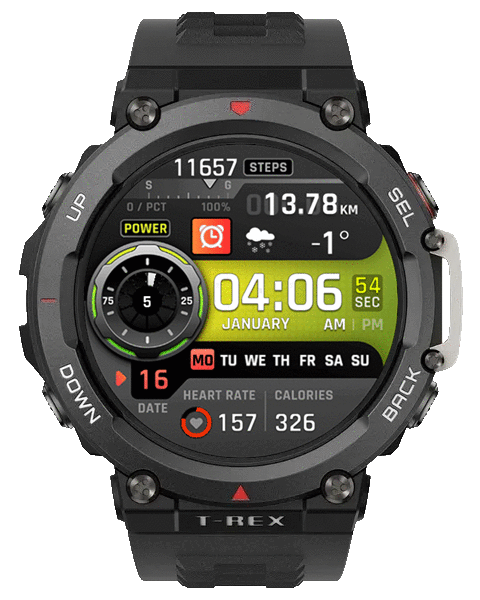 11657 STEPS
S G
0 / PCT 100%
13.78 KM
UP
SEL
POWER
-1°
75 5 25
04:06 54 SEC
JANUARY AM | PM
MO TU WE TH FR SA SU
16
DATE
HEART RATE CALORIES
157 326
DOWN
BACK
T-REX